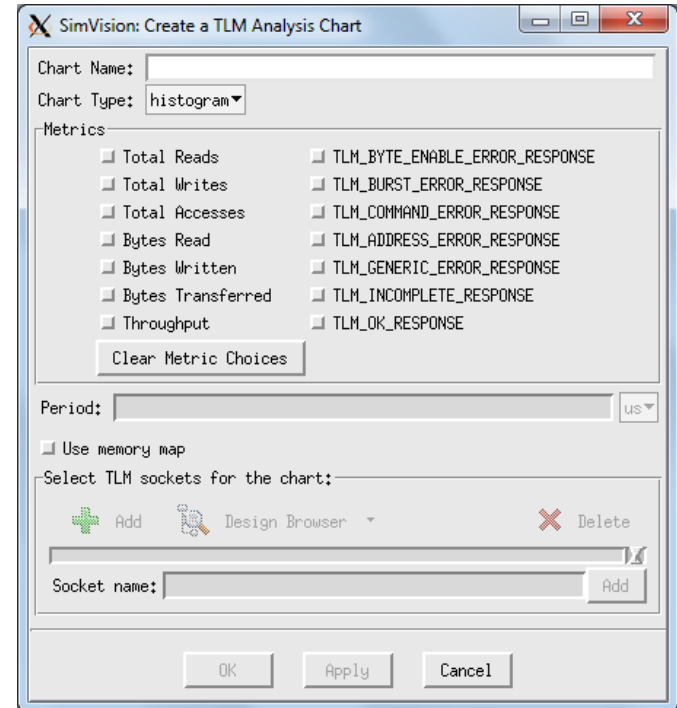 SimVision: Create a TLM Analysis Chart
Chart Name:
Chart Type: histogram
Metrics
Total Reads TLM_BYTE_ENABLE_ERROR_RESPONSE
Total Writes TLM_BURST_ERROR_RESPONSE
Total Accesses TLM_COMMAND_ERROR_RESPONSE
Bytes Read TLM_ADDRESS_ERROR_RESPONSE
Bytes Written TLM_GENERIC_ERROR_RESPONSE
Bytes Transferred TLM_INCOMPLETE_RESPONSE
Throughput TLM_OK_RESPONSE
Clear Metric Choices
Period: us
Use memory map
Select TLM sockets for the chart:
Add Design Browser Delete
Socket name: Add
OK Apply Cancel